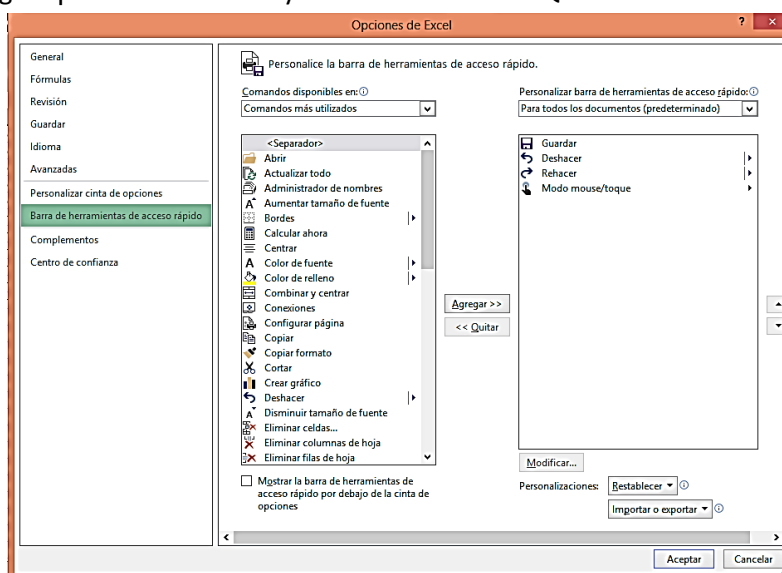 Opciones de Excel
?
General
Fórmulas
Revisión
Guardar
Idioma
Avanzadas
Personalizar cinta de opciones
Barra de herramientas de acceso rápido
Complementos
Centro de confianza
Personalice la barra de herramientas de acceso rápido.
Comandos disponibles en:
Comandos más utilizados
<Separador>
Abrir
Actualizar todo
Administrador de nombres
Aumentar tamaño de fuente
Bordes
Calcular ahora
Centrar
Color de fuente
Color de relleno
Combinar y centrar
Conexiones
Configurar página
Copiar
Copiar formato
Cortar
Crear gráfico
Deshacer
Disminuir tamaño de fuente
Eliminar celdas...
Eliminar columnas de hoja
Eliminar filas de hoja
Mostrar la barra de herramientas de
acceso rápido por debajo de la cinta de
opciones
Agregar >>
<< Quitar
Personalizar barra de herramientas de acceso rápido:
Para todos los documentos (predeterminado)
Guardar
Deshacer
Rehacer
Modo mouse/toque
Modificar...
Personalizaciones: Restablecer
Importar o exportar
Aceptar Cancelar